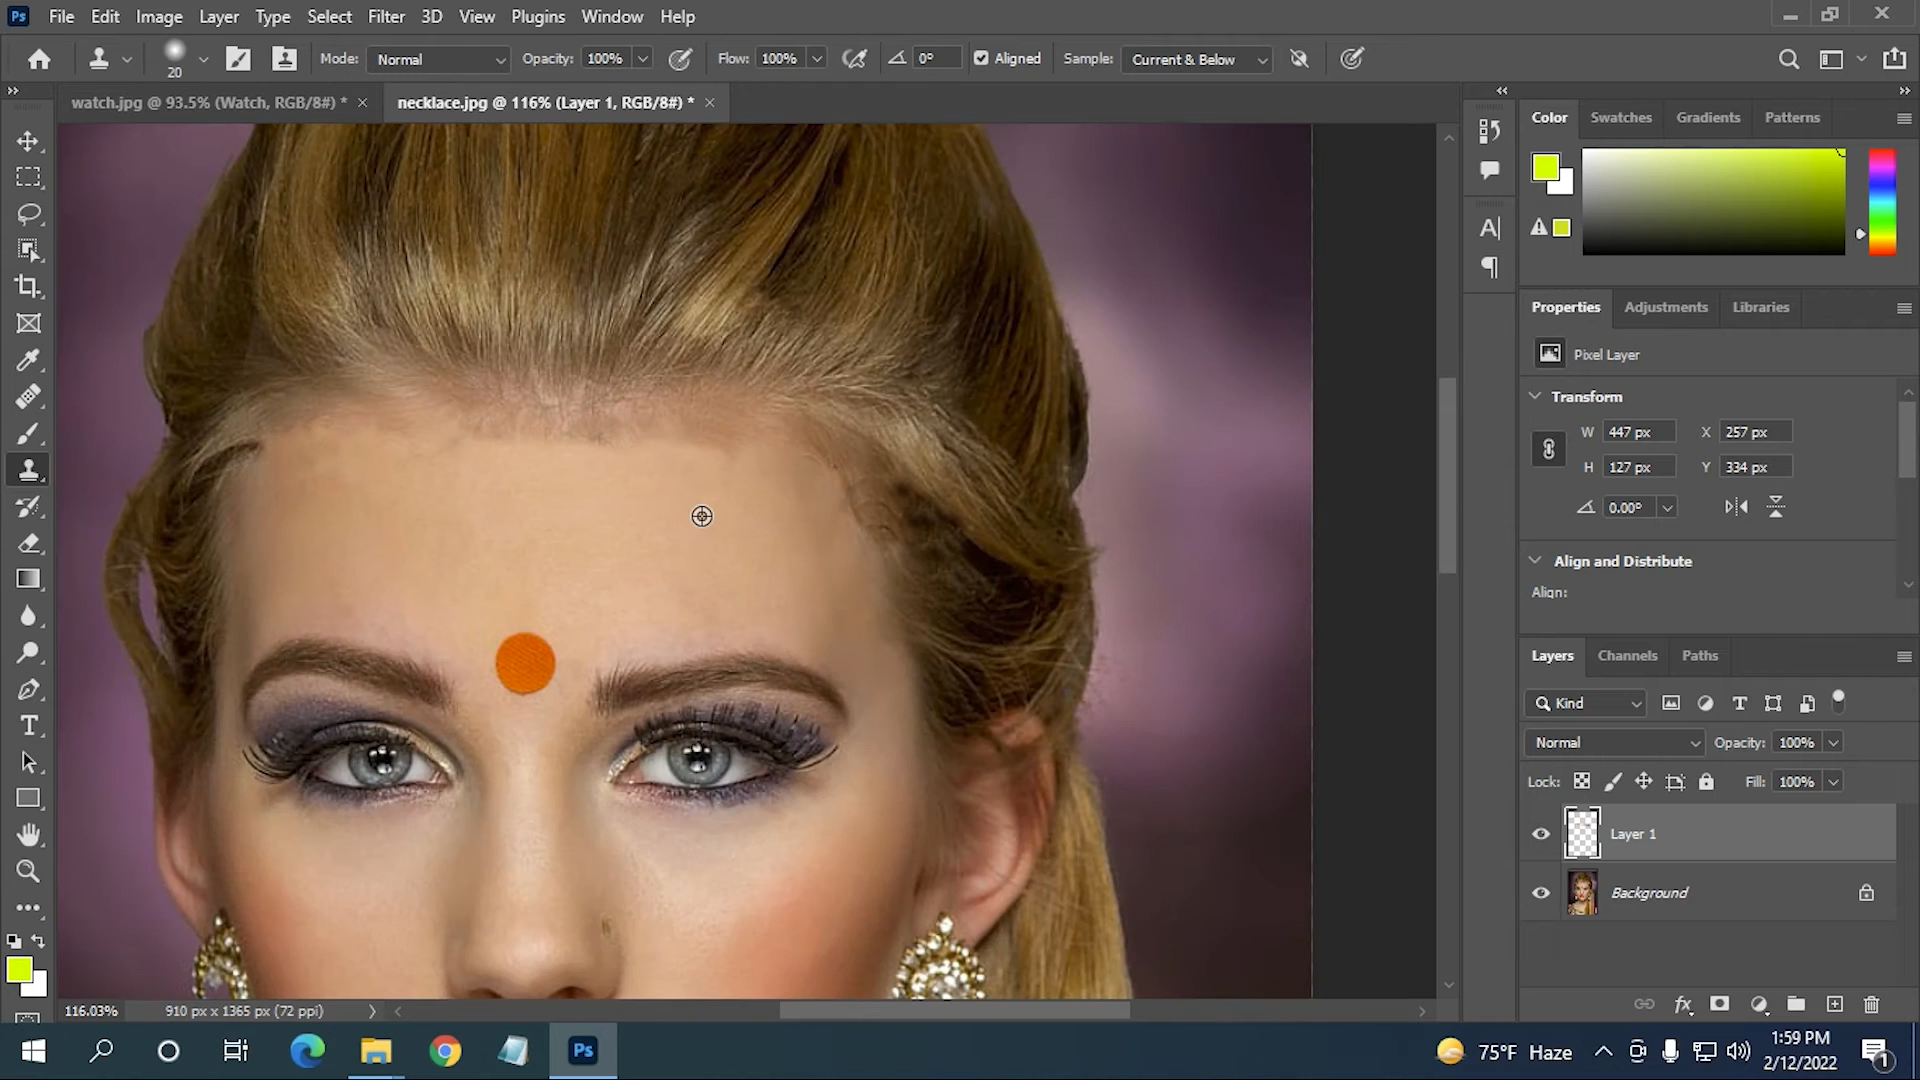 Ps File Edit Image Layer Type Select Filter 3D View Plugins Window Help
20 Mode: Normal Opacity: 100% Flow: 100% 0° Aligned Sample: Current & Below
watch.jpg @ 93.5% (Watch, RGB/8#) * × necklace.jpg @ 116% (Layer 1, RGB/8#) * ×
Color Swatches Gradients Patterns
Properties Adjustments Libraries
Pixel Layer
Transform
W 447 px X 257 px
H 127 px Y 334 px
0.00°
Align and Distribute
Align:
Layers Channels Paths
Kind
Normal Opacity: 100%
Lock: Fill: 100%
Layer 1
Background
116.03% 910 px x 1365 px (72 ppi)
fx
Ps 75°F Haze 1:59 PM
2/12/2022
1